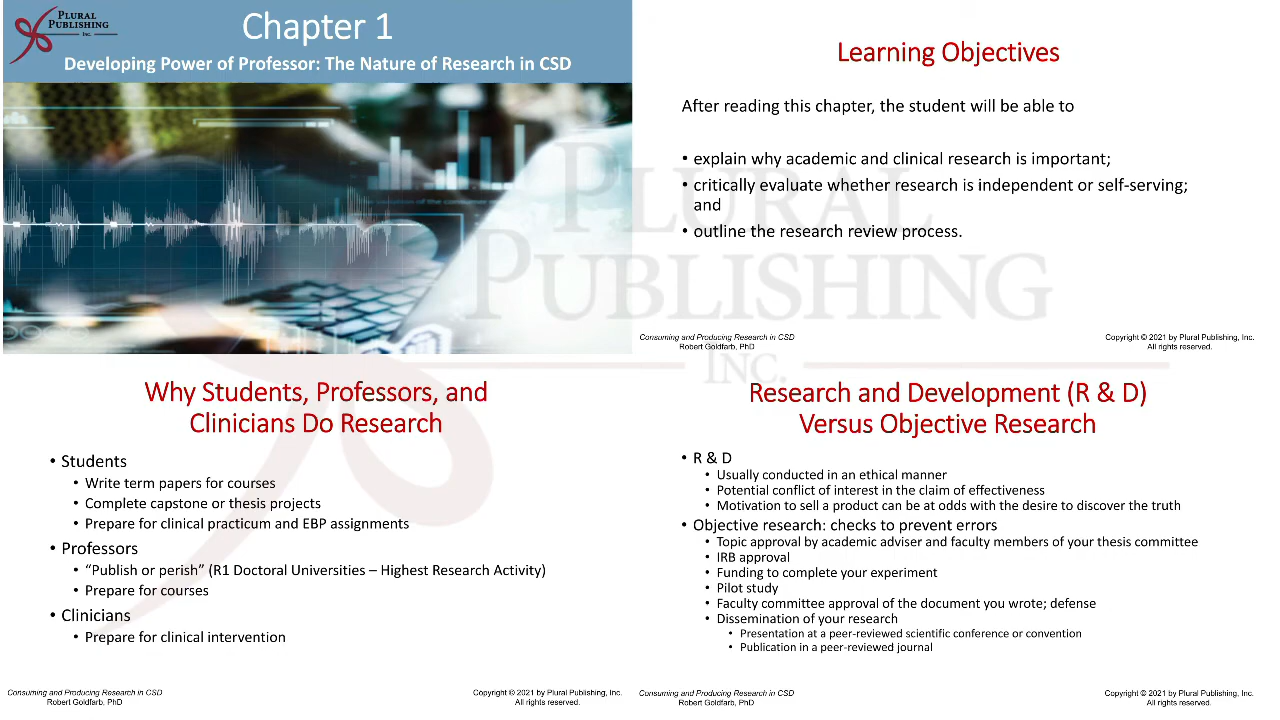 PLURAL
PUBLISHING
INC.
Chapter 1
Developing Power of Professor: The Nature of Research in CSD
Learning Objectives
After reading this chapter, the student will be able to
• explain why academic and clinical research is important;
• critically evaluate whether research is independent or self-serving;
and
• outline the research review process.
Consuming and Producing Research in CSD
Robert Goldfarb, PhD
Copyright © 2021 by Plural Publishing, Inc.
All rights reserved.
PLURAL
PUBLISHING
INC.
Why Students, Professors, and
Clinicians Do Research
• Students
• Write term papers for courses
• Complete capstone or thesis projects
• Prepare for clinical practicum and EBP assignments
• Professors
• “Publish or perish” (R1 Doctoral Universities – Highest Research Activity)
• Prepare for courses
• Clinicians
• Prepare for clinical intervention
Consuming and Producing Research in CSD
Robert Goldfarb, PhD
Copyright © 2021 by Plural Publishing, Inc.
All rights reserved.
Research and Development (R & D)
Versus Objective Research
• R & D
• Usually conducted in an ethical manner
• Potential conflict of interest in the claim of effectiveness
• Motivation to sell a product can be at odds with the desire to discover the truth
• Objective research: checks to prevent errors
• Topic approval by academic adviser and faculty members of your thesis committee
• IRB approval
• Funding to complete your experiment
• Pilot study
• Faculty committee approval of the document you wrote; defense
• Dissemination of your research
• Presentation at a peer-reviewed scientific conference or convention
• Publication in a peer-reviewed journal
Consuming and Producing Research in CSD
Robert Goldfarb, PhD
Copyright © 2021 by Plural Publishing, Inc.
All rights reserved.